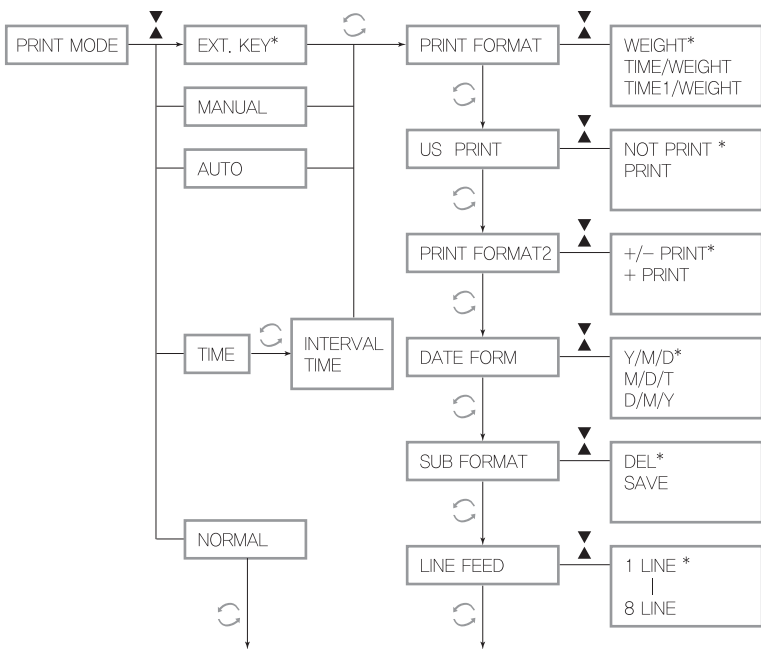 PRINT MODE
EXT. KEY*
MANUAL
AUTO
TIME
INTERVAL
TIME
NORMAL
PRINT FORMAT
WEIGHT*
TIME/WEIGHT
TIME1/WEIGHT
US PRINT
NOT PRINT *
PRINT
PRINT FORMAT2
+/- PRINT*
+ PRINT
DATE FORM
Y/M/D*
M/D/T
D/M/Y
SUB FORMAT
DEL*
SAVE
LINE FEED
1 LINE *
8 LINE